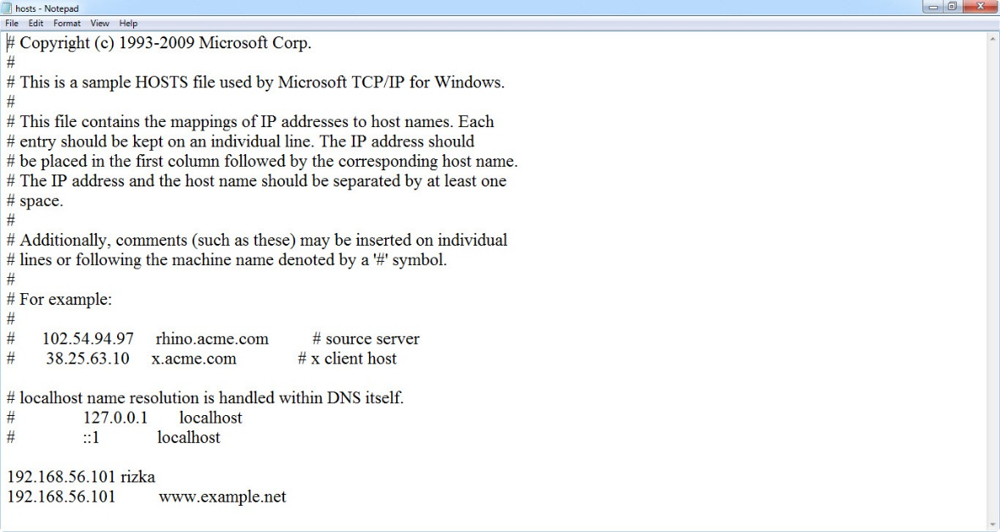 hosts - Notepad
File Edit Format View Help
# Copyright (c) 1993-2009 Microsoft Corp.
#
# This is a sample HOSTS file used by Microsoft TCP/IP for Windows.
#
# This file contains the mappings of IP addresses to host names. Each
# entry should be kept on an individual line. The IP address should
# be placed in the first column followed by the corresponding host name.
# The IP address and the host name should be separated by at least one
# space.
#
# Additionally, comments (such as these) may be inserted on individual
# lines or following the machine name denoted by a '#' symbol.
#
# For example:
#
#      102.54.94.97     rhino.acme.com          # source server
#       38.25.63.10     x.acme.com              # x client host

# localhost name resolution is handled within DNS itself.
#	127.0.0.1       localhost
#	::1             localhost

192.168.56.101 rizka
192.168.56.101	www.example.net